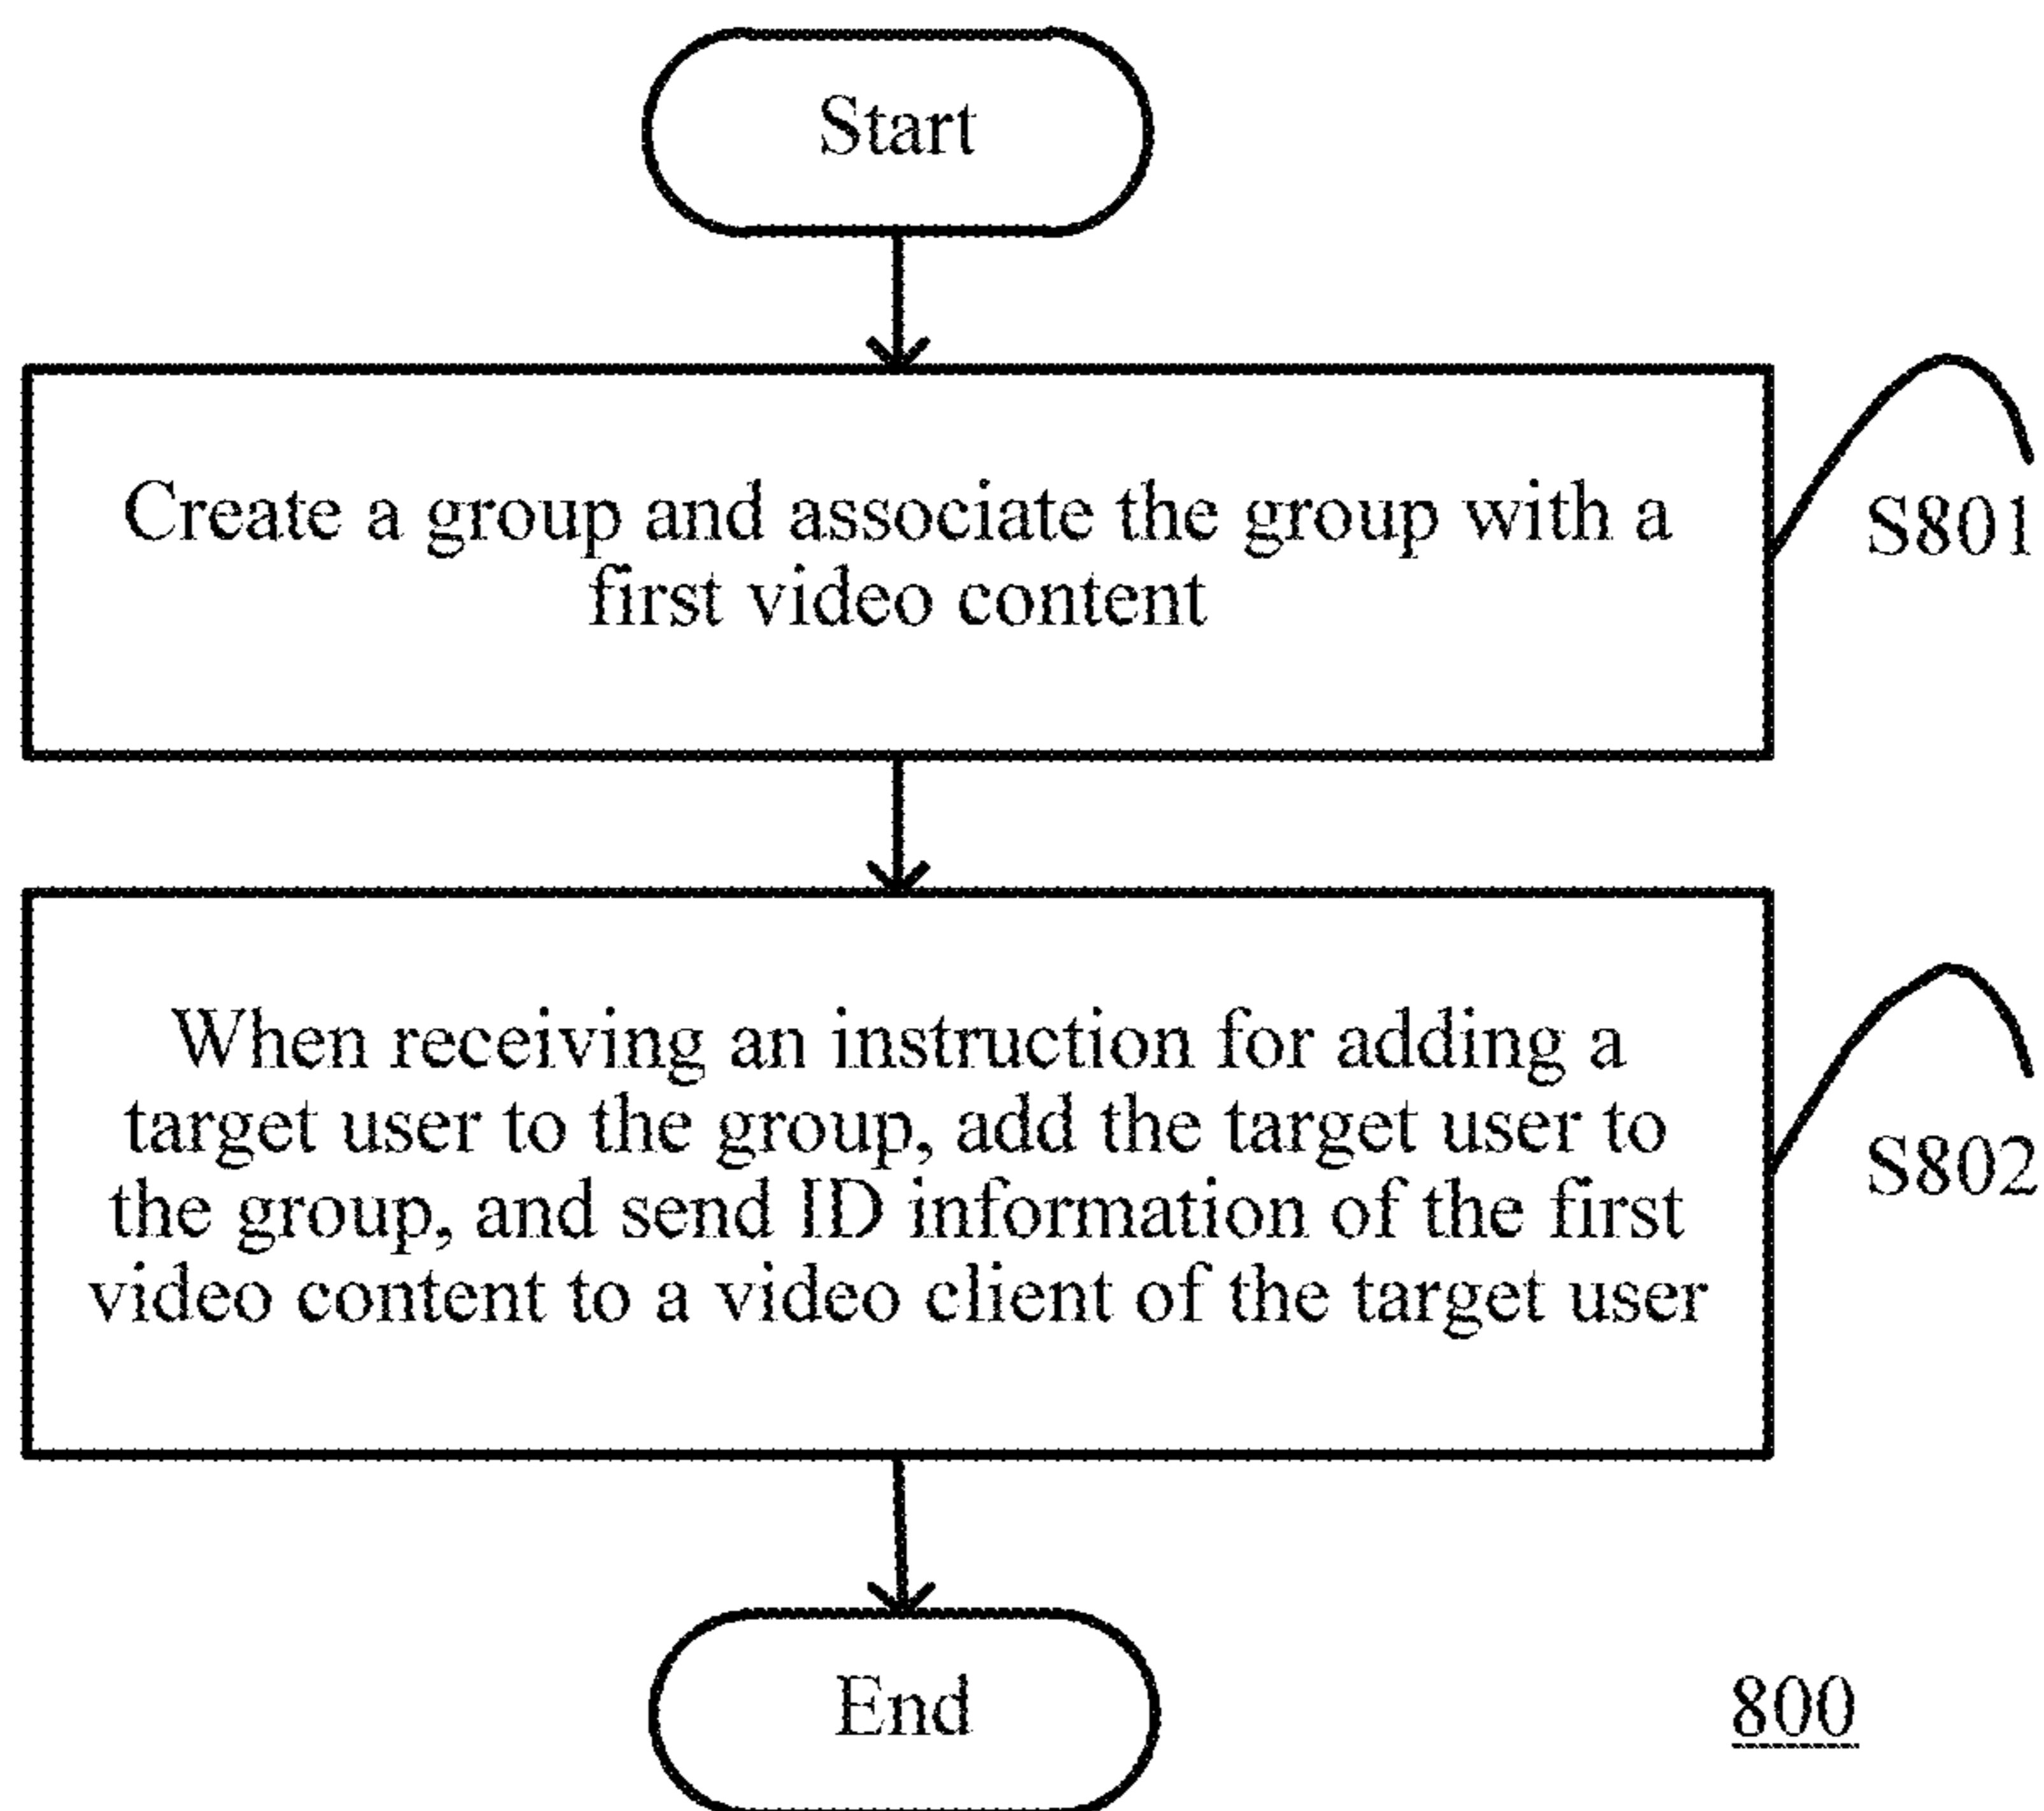 Start
Create a group and associate the group with a
first video content
S801
When receiving an instruction for adding a
target user to the group, add the target user to
the group, and send ID information of the first
video content to a video client of the target user
S802
End
800